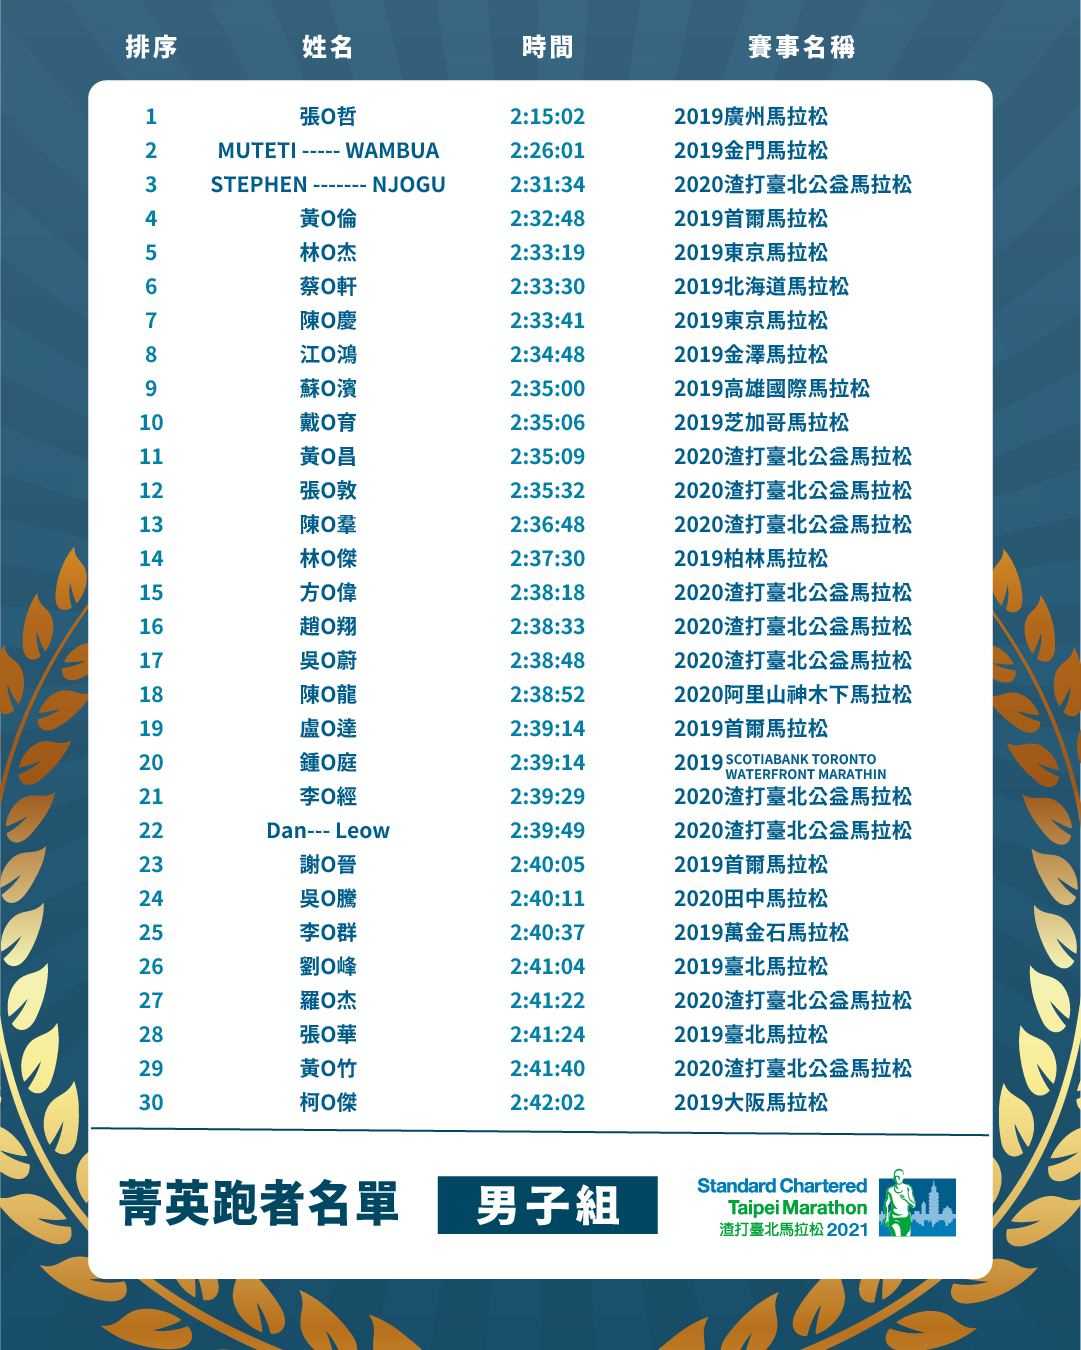 排序 姓名 時間 賽事名稱
1 張O哲 2:15:02 2019廣州馬拉松
2 MUTETI ----- WAMBUA 2:26:01 2019金門馬拉松
3 STEPHEN ------- NJOGU 2:31:34 2020渣打臺北公益馬拉松
4 黃O倫 2:32:48 2019首爾馬拉松
5 林O杰 2:33:19 2019東京馬拉松
6 蔡O軒 2:33:30 2019北海道馬拉松
7 陳O慶 2:33:41 2019東京馬拉松
8 江O鴻 2:34:48 2019金澤馬拉松
9 蘇O濱 2:35:00 2019高雄國際馬拉松
10 戴O育 2:35:06 2019芝加哥馬拉松
11 黃O昌 2:35:09 2020渣打臺北公益馬拉松
12 張O敦 2:35:32 2020渣打臺北公益馬拉松
13 陳O羣 2:36:48 2020渣打臺北公益馬拉松
14 林O傑 2:37:30 2019柏林馬拉松
15 方O偉 2:38:18 2020渣打臺北公益馬拉松
16 趙O翔 2:38:33 2020渣打臺北公益馬拉松
17 吳O蔚 2:38:48 2020渣打臺北公益馬拉松
18 陳O龍 2:38:52 2020阿里山神木下馬拉松
19 盧O達 2:39:14 2019首爾馬拉松
20 鍾O庭 2:39:14 2019 SCOTIABANK TORONTO
WATERFRONT MARATHIN
21 李O經 2:39:29 2020渣打臺北公益馬拉松
22 Dan--- Leow 2:39:49 2020渣打臺北公益馬拉松
23 謝O晉 2:40:05 2019首爾馬拉松
24 吳O騰 2:40:11 2020田中馬拉松
25 李O群 2:40:37 2019萬金石馬拉松
26 劉O峰 2:41:04 2019臺北馬拉松
27 羅O杰 2:41:22 2020渣打臺北公益馬拉松
28 張O華 2:41:24 2019臺北馬拉松
29 黃O竹 2:41:40 2020渣打臺北公益馬拉松
30 柯O傑 2:42:02 2019大阪馬拉松
菁英跑者名單 男子組
Standard Chartered
Taipei Marathon
渣打臺北馬拉松 2021